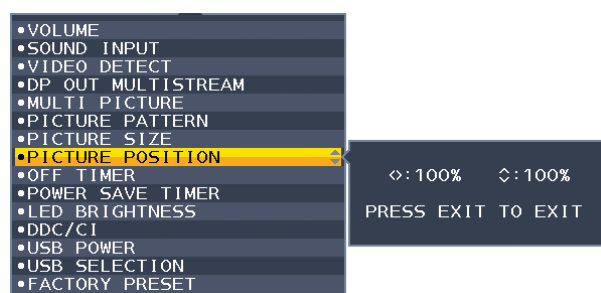 •VOLUME
•SOUND INPUT
•VIDEO DETECT
•DP OUT MULTISTREAM
•MULTI PICTURE
•PICTURE PATTERN
•PICTURE SIZE
•PICTURE POSITION
•OFF TIMER
•POWER SAVE TIMER
•LED BRIGHTNESS
•DDC/CI
•USB POWER
•USB SELECTION
•FACTORY PRESET
:100% :100%
PRESS EXIT TO EXIT